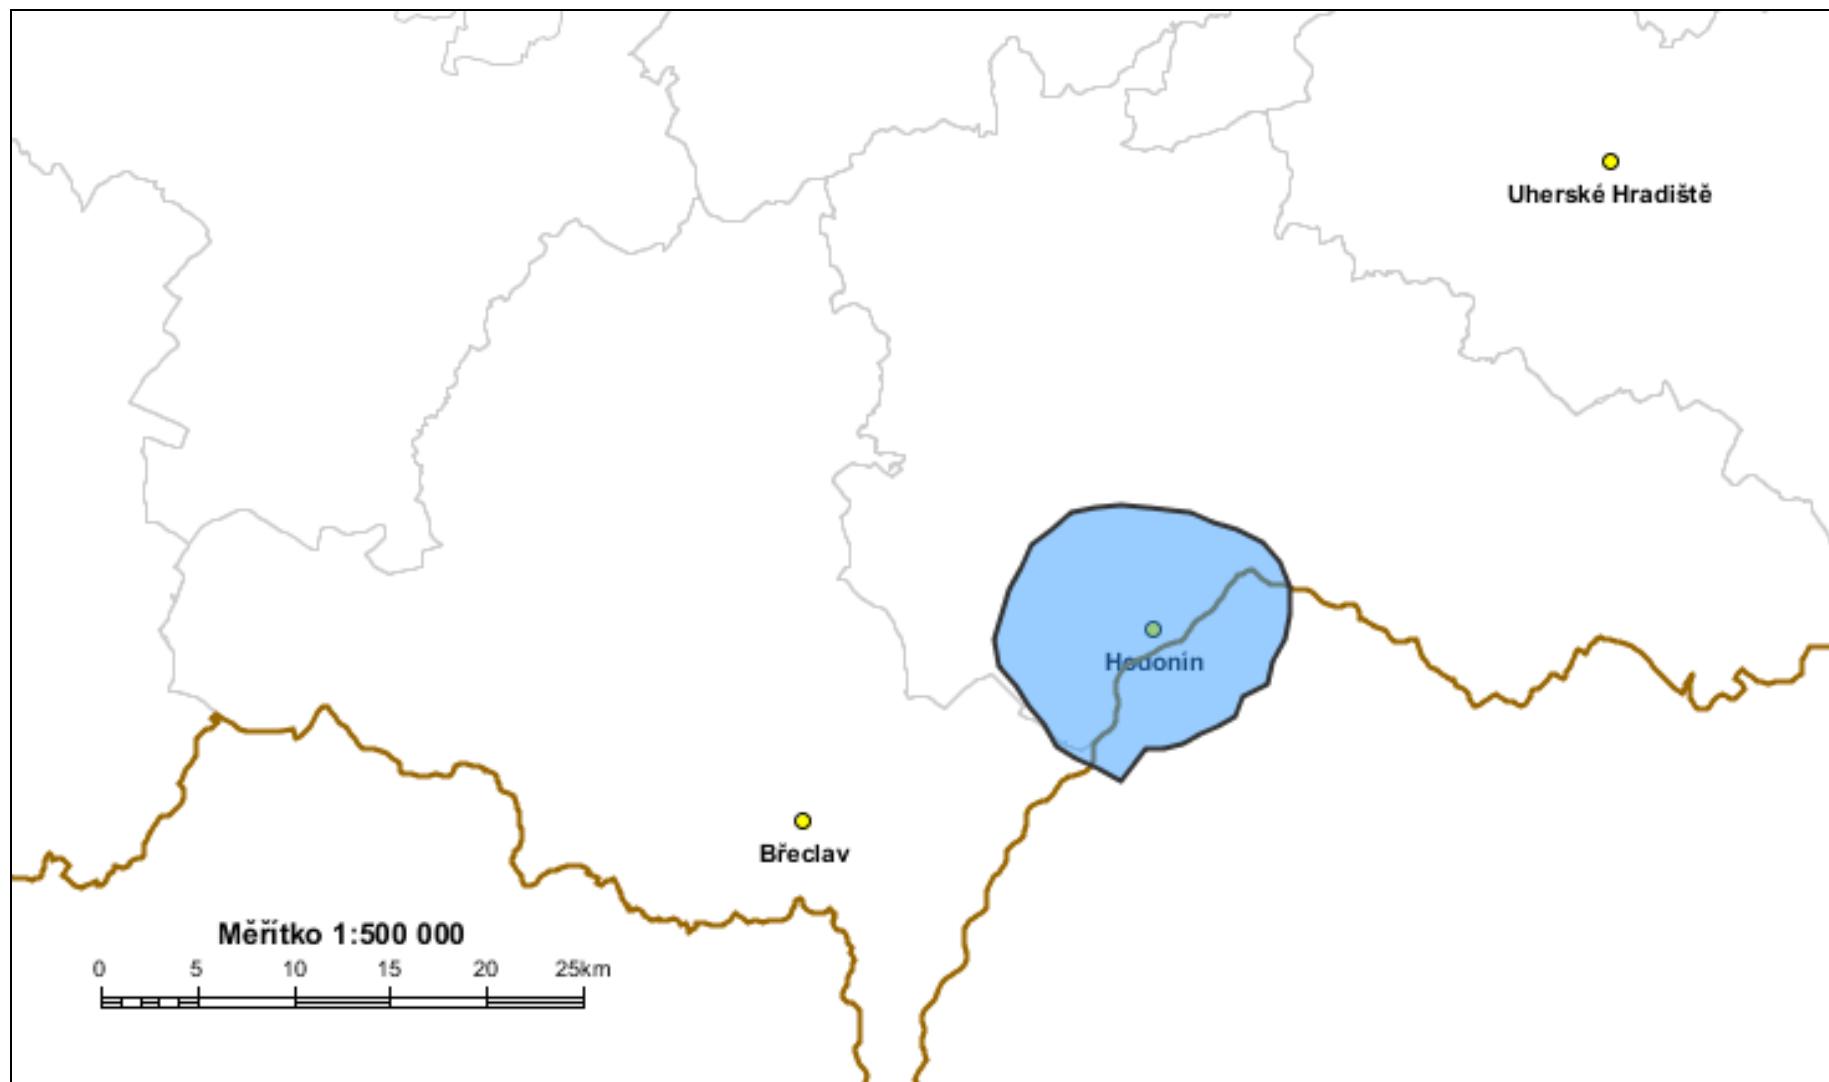 Uherské Hradiště
Hodonín
Břeclav
Měřítko 1:500 000
0 5 10 15 20 25km